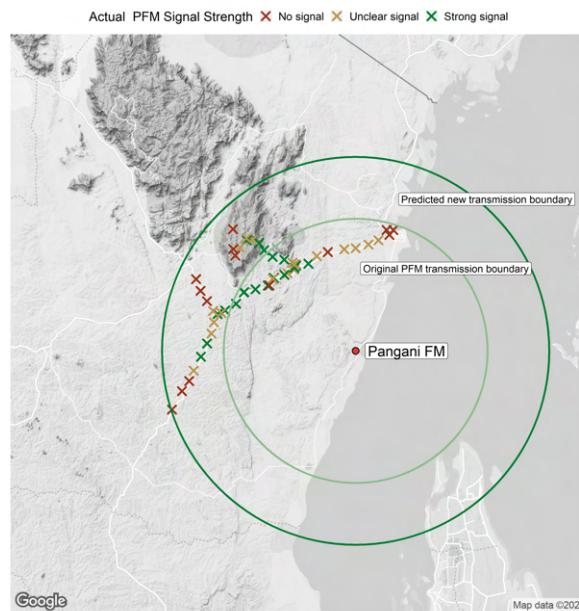 Actual PFM Signal Strength No signal Unclear signal Strong signal
Predicted new transmission boundary
Original PFM transmission boundary
Pangani FM
Google
Map data ©202